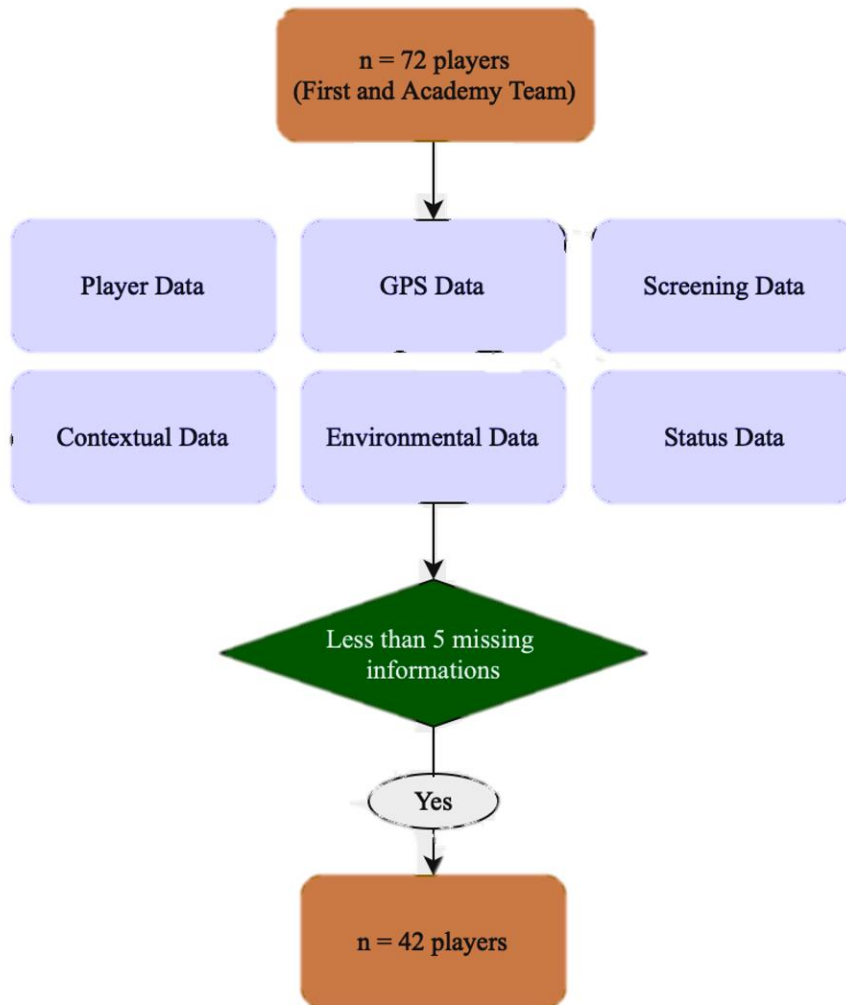 n = 72 players
(First and Academy Team)
Player Data
GPS Data
Screening Data
Contextual Data
Environmental Data
Status Data
Less than 5 missing
informations
Yes
n = 42 players